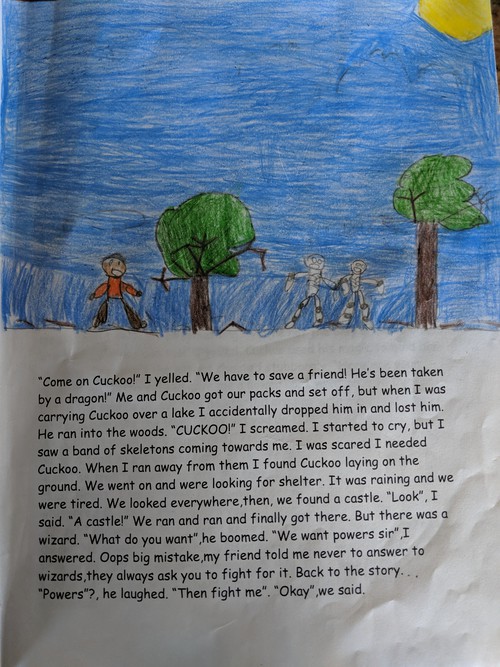 "Come on Cuckoo!" I yelled. "We have to save a friend! He's been taken
by a dragon!" Me and Cuckoo got our packs and set off, but when I was
carrying Cuckoo over a lake I accidentally dropped him in and lost him.
He ran into the woods. "CUCKOO!" I screamed. I started to cry, but I
saw a band of skeletons coming towards me. I was scared I needed
Cuckoo. When I ran away from them I found Cuckoo laying on the
ground. We went on and were looking for shelter. It was raining and we
were tired. We looked everywhere,then, we found a castle. "Look", I
said. "A castle!" We ran and ran and finally got there. But there was a
wizard. "What do you want",he boomed. "We want powers sir",I
answered. Oops big mistake,my friend told me never to answer to
wizards,they always ask you to fight for it. Back to the story. . .
"Powers"?, he laughed. "Then fight me". "Okay",we said.